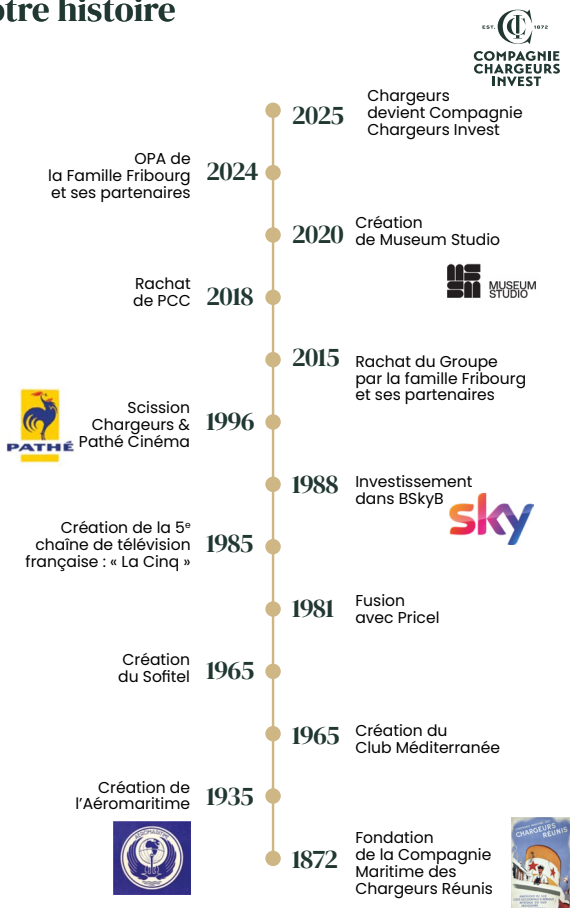 otre histoire
EST. 1872
COMPAGNIE
CHARGEURS
INVEST
2025
Chargeurs
devient Compagnie
Chargeurs Invest
OPA de
la Famille Fribourg
et ses partenaires
2024
2020
Création
de Museum Studio
MUSEUM
STUDIO
Rachat
de PCC
2018
2015
Rachat du Groupe
par la famille Fribourg
et ses partenaires
PATHÉ
Scission
Chargeurs &
Pathé Cinéma
1996
1988
Investissement
dans BSkyB
sky
Création de la 5e
chaîne de télévision
française : « La Cinq »
1985
1981
Fusion
avec Pricel
Création
du Sofitel
1965
1965
Création du
Club Méditerranée
Création de
l’Aéromaritime
1935
AÉROMARITIME
1872
Fondation
de la Compagnie
Maritime des
Chargeurs Réunis
CHARGEURS
RÉUNIS